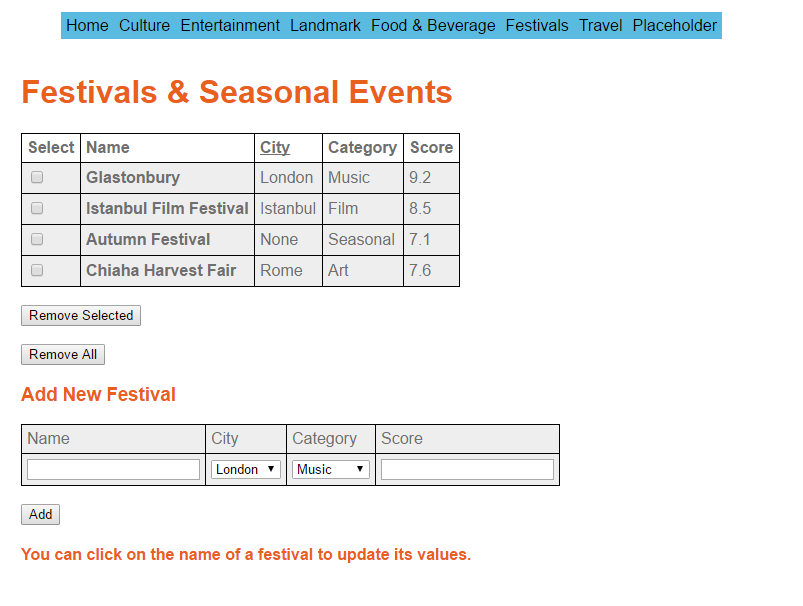 Home Culture Entertainment Landmark Food & Beverage Festivals Travel Placeholder
Festivals & Seasonal Events
Select Name City Category Score
Glastonbury London Music 9.2
Istanbul Film Festival Istanbul Film 8.5
Autumn Festival None Seasonal 7.1
Chiaha Harvest Fair Rome Art 7.6
Remove Selected
Remove All
Add New Festival
Name City Category Score
London Music
Add
You can click on the name of a festival to update its values.